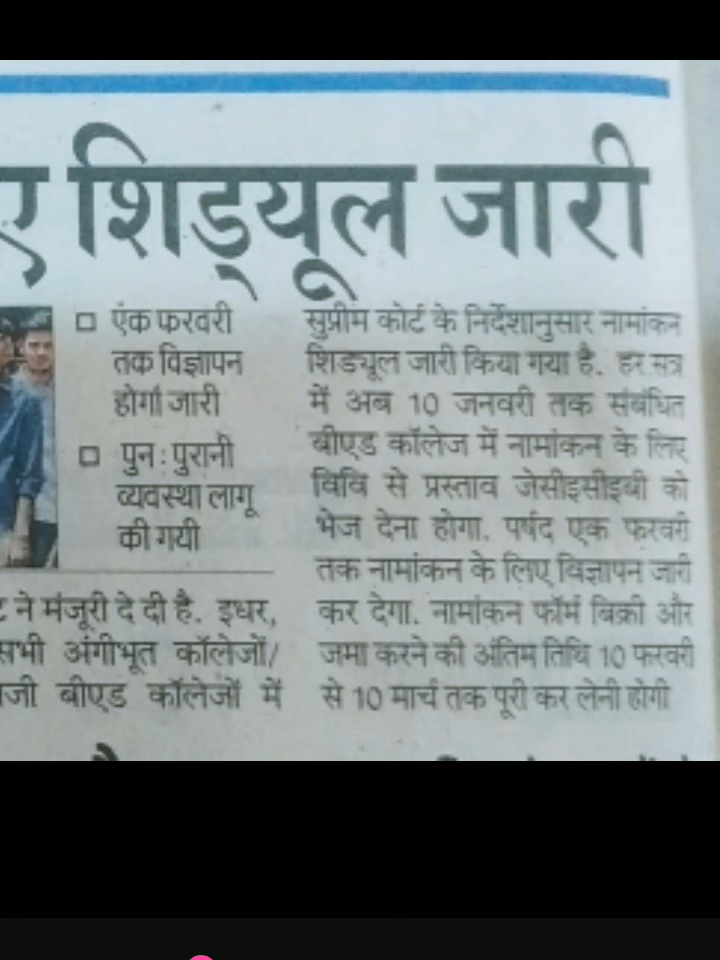 ए शिड्यूल जारी
□ एक फरवरी
तक विज्ञापन
होगा जारी
□ पुन: पुरानी
व्यवस्था लागू
की गयी
ने मंजूरी दे दी है. इधर,
सभी अंगीभूत कॉलेजों/
जी बीएड कॉलेजों में
सुप्रीम कोर्ट के निर्देशानुसार नामांकन
शिड्यूल जारी किया गया है. हर सत्र
में अब 10 जनवरी तक संबंधित
बीएड कॉलेज में नामांकन के लिए
विवि से प्रस्ताव जेसीइसीइबी को
भेज देना होगा. पर्षद एक फरवरी
तक नामांकन के लिए विज्ञापन जारी
कर देगा. नामांकन फॉर्म बिक्री और
जमा करने की अंतिम तिथि 10 फरवरी
से 10 मार्च तक पूरी कर लेनी होगी